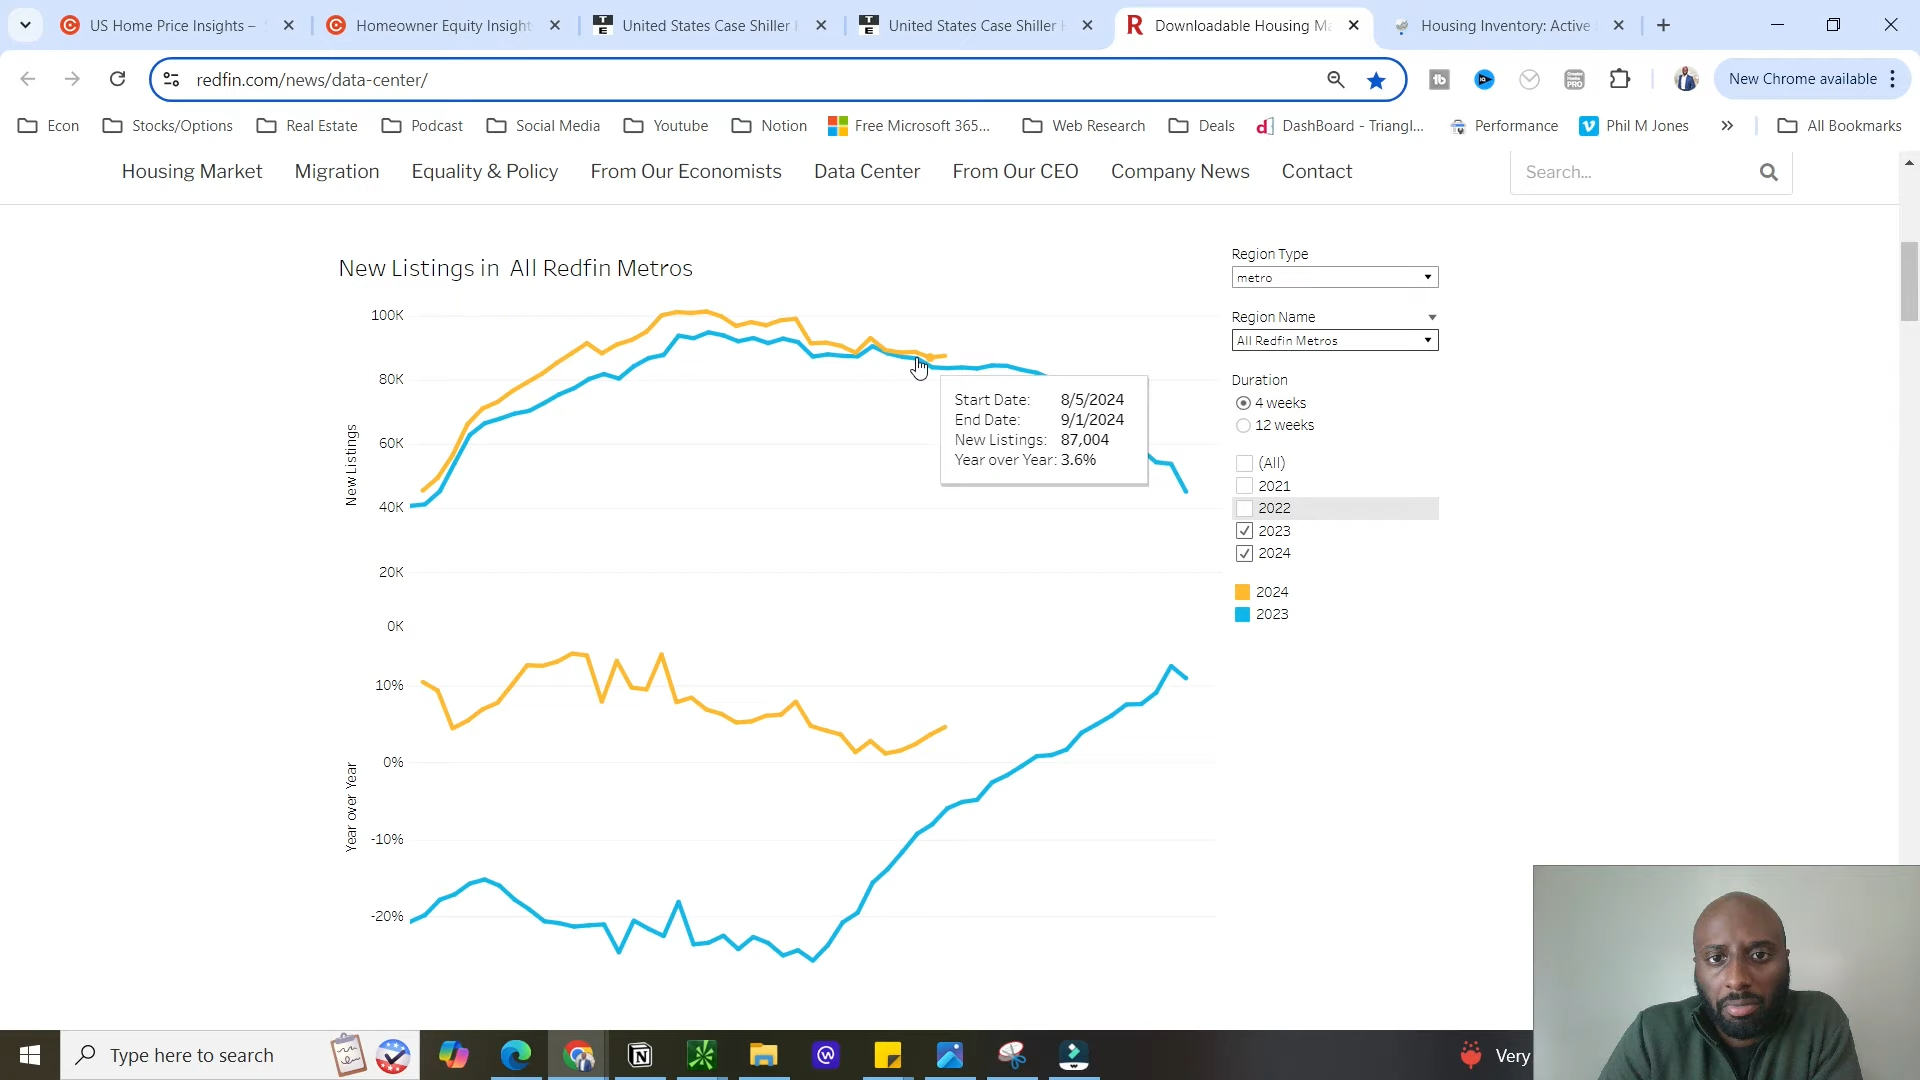 US Home Price Insights –
Homeowner Equity Insight
TE
United States Case Shiller
TE
United States Case Shiller
Downloadable Housing Ma
Housing Inventory: Active
redfin.com/news/data-center/
New Chrome available
Econ
Stocks/Options
Real Estate
Podcast
Social Media
Youtube
Notion
Free Microsoft 365...
Web Research
Deals
DashBoard - Triangl...
Performance
Phil M Jones
All Bookmarks
Housing Market
Migration
Equality & Policy
From Our Economists
Data Center
From Our CEO
Company News
Contact
Search...
New Listings in All Redfin Metros
100K
80K
60K
40K
20K
0K
New Listings
Start Date: 8/5/2024
End Date: 9/1/2024
New Listings: 87,004
Year over Year: 3.6%
10%
0%
-10%
-20%
Year over Year
Region Type
metro
Region Name
All Redfin Metros
Duration
4 weeks
12 weeks
(All)
2021
2022
2023
2024
2024
2023
Type here to search
Very